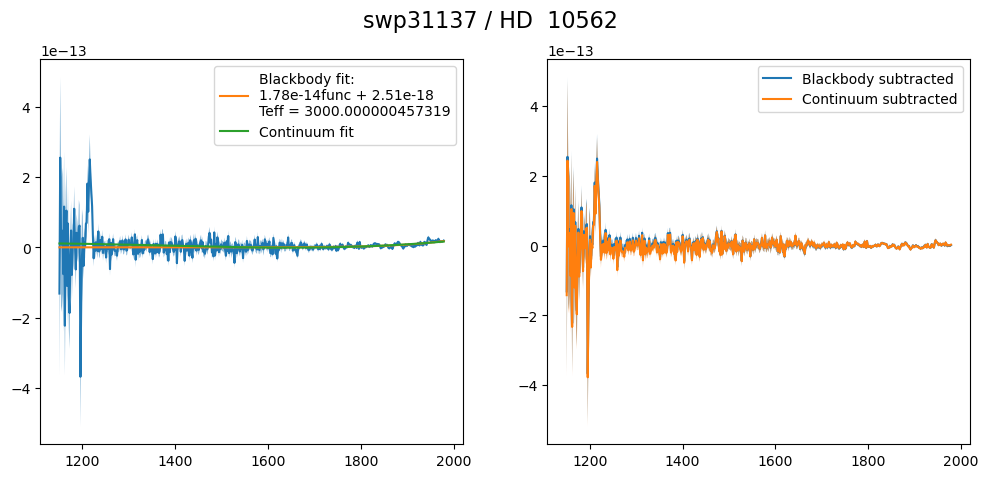 swp31137 / HD  10562
1e−13
Blackbody fit:
1.78e-14func + 2.51e-18
Teff = 3000.000000457319
Continuum fit
4
2
0
−2
−4
1200
1400
1600
1800
2000
1e−13
Blackbody subtracted
Continuum subtracted
4
2
0
−2
−4
1200
1400
1600
1800
2000